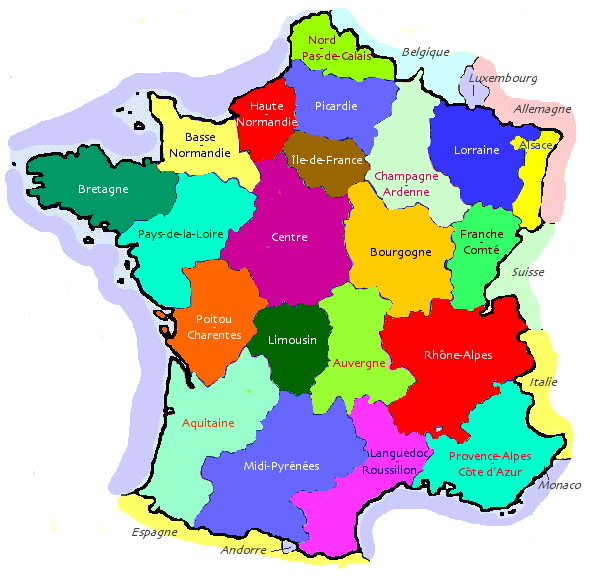 Nord
-
Pas-de-Calais
Belgique
Luxembourg
Allemagne
Haute
-
Normandie
Picardie
Basse
-
Normandie
Ile-de-France
Champagne
-
Ardenne
Lorraine
Alsace
Bretagne
Pays-de-la-Loire
Centre
Bourgogne
Franche
-
Comté
Suisse
Poitou
-
Charentes
Limousin
Auvergne
Rhône-Alpes
Italie
Aquitaine
Midi-Pyrénées
Languedoc
-
Roussillon
Provence-Alpes
-
Côte d'Azur
Monaco
Espagne
Andorre